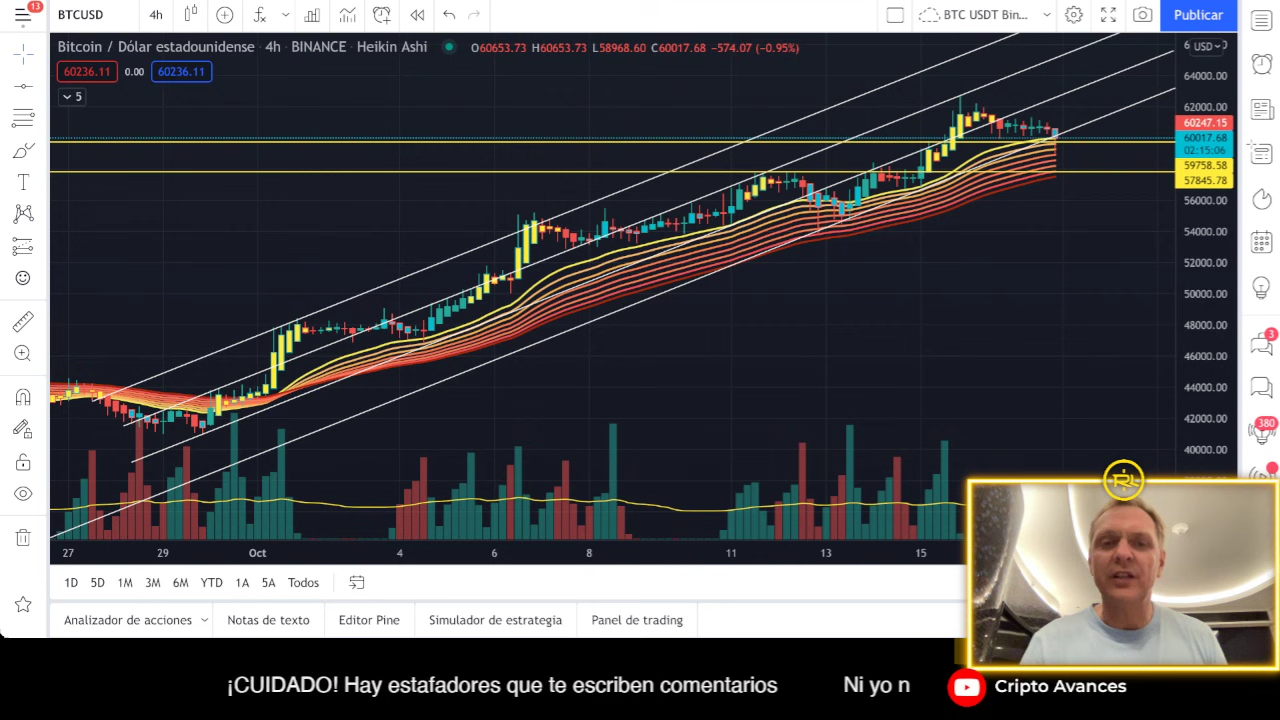 13
BTCUSD
4h
BTC USDT Bin...
Publicar
Bitcoin / Dólar estadounidense · 4h · BINANCE · Heikin Ashi
O60653.73 H60653.73 L58968.60 C60017.68 -574.07 (-0.95%)
USD
60236.11
0.00
60236.11
5
64000.00
62000.00
60247.15
60017.68
02:15:06
59758.58
57845.78
56000.00
54000.00
52000.00
50000.00
48000.00
46000.00
44000.00
42000.00
40000.00
3
380
27
29
Oct
4
6
8
11
13
15
1D
5D
1M
3M
6M
YTD
1A
5A
Todos
Analizador de acciones
Notas de texto
Editor Pine
Simulador de estrategia
Panel de trading
¡CUIDADO! Hay estafadores que te escriben comentarios
Ni yo n
Cripto Avances